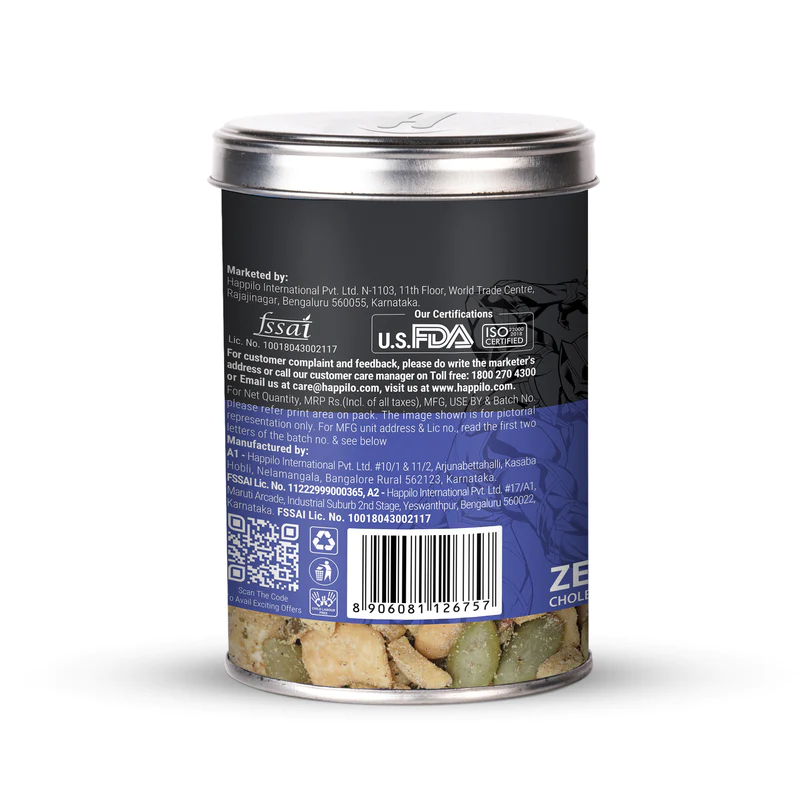 Marketed by:
Happilo International Pvt. Ltd. N-1103, 11th Floor, World Trade Centre,
Rajajinagar, Bengaluru 560055, Karnataka.
fssai
Lic. No. 10018043002117
Our Certifications
U.S.FDA
ISO 22000 2018 CERTIFIED
For customer complaint and feedback, please do write the marketer's
address or call our customer care manager on Toll free: 1800 270 4300
or Email us at care@happilo.com, visit us at www.happilo.com.
For Net Quantity, MRP Rs.(Incl. of all taxes), MFG, USE BY & Batch No.
please refer print area on pack. The image shown is for pictorial
representation only. For MFG unit address & Lic no., read the first two
letters of the batch no. & see below
Manufactured by:
A1 - Happilo International Pvt. Ltd. #10/1 & 11/2, Arjunabettahalli, Kasaba
Hobli, Nelamangala, Bangalore Rural 562123, Karnataka.
FSSAI Lic. No. 11222999000365, A2 - Happilo International Pvt. Ltd. #17/A1,
Maruti Arcade, Industrial Suburb 2nd Stage, Yeswanthpur, Bengaluru 560022,
Karnataka. FSSAI Lic. No. 10018043002117
Scan The Code
o Avail Exciting Offers
8 906081 126757
ZE
CHOLE